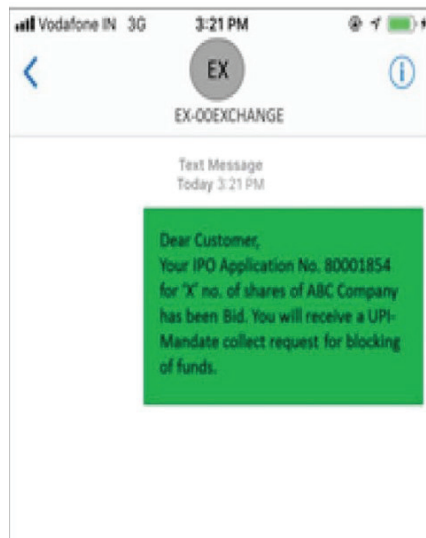 Vodafone IN 3G 3:21 PM
EX
EX-OOEXCHANGE
Text Message
Today 3:21 PM
Dear Customer,
Your IPO Application No. 80001854
for "X" no. of shares of ABC Company
has been Bid. You will receive a UPI-
Mandate collect request for blocking
of funds.